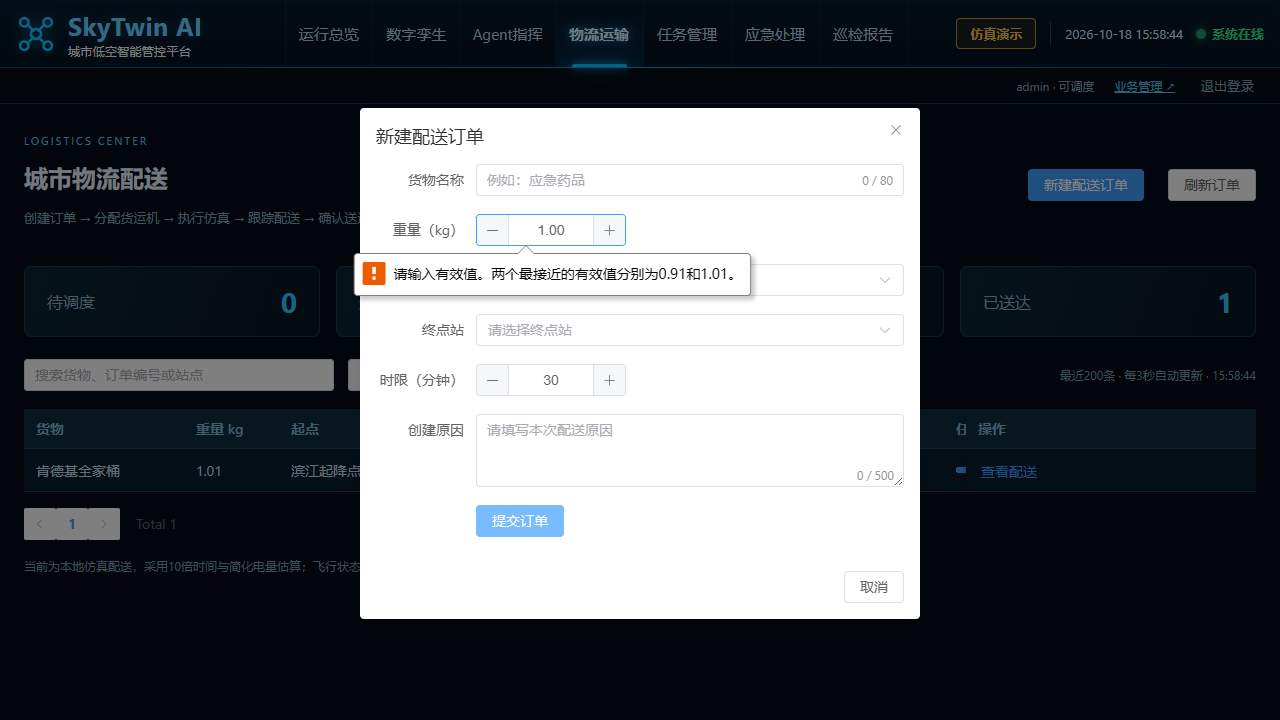 SkyTwin AI
城市低空智能管控平台
运行总览
数字孪生
Agent指挥
物流运输
任务管理
应急处理
巡检报告
仿真演示
2026-10-18 15:58:44
系统在线
admin · 可调度
业务管理 ↗
退出登录
LOGISTICS CENTER
城市物流配送
创建订单 → 分配货运机 → 执行仿真 → 跟踪配送 → 确认送
新建配送订单
刷新订单
待调度
0
已送达
1
搜索货物、订单编号或站点
最近200条 · 每3秒自动更新 · 15:58:44
货物
重量 kg
起点
操作
肯德基全家桶
1.01
滨江起降点
查看配送
1
Total 1
当前为本地仿真配送，采用10倍时间与简化电量估算；飞行状态
新建配送订单
货物名称
例如：应急药品
0 / 80
重量（kg）
1.00
请输入有效值。两个最接近的有效值分别为0.91和1.01。
终点站
请选择终点站
时限（分钟）
30
创建原因
请填写本次配送原因
0 / 500
提交订单
取消